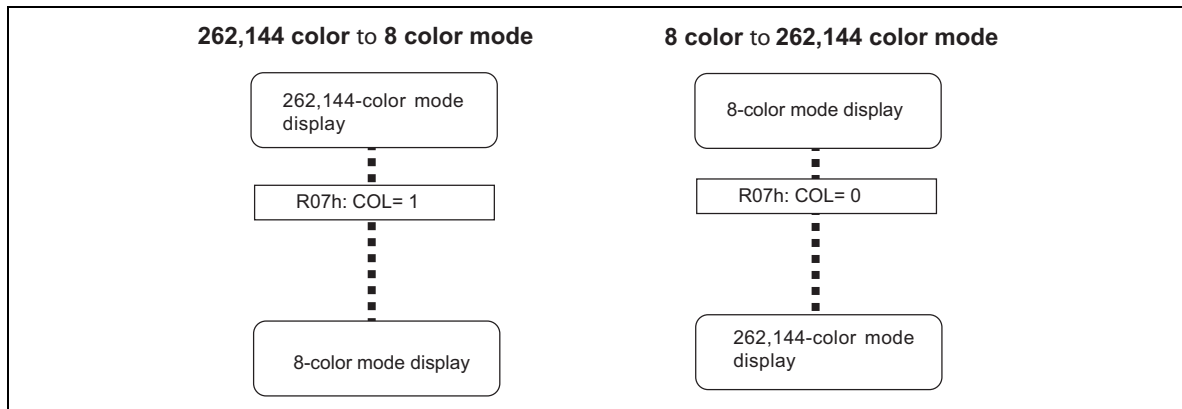 262,144 color to 8 color mode
262,144-color mode
display
R07h: COL= 1
8-color mode display
8 color to 262,144 color mode
8-color mode display
R07h: COL= 0
262,144-color mode
display